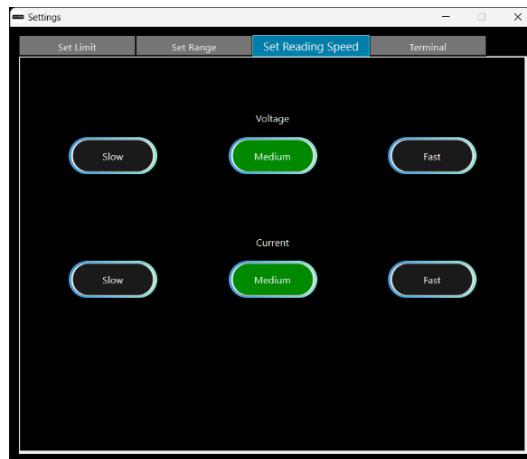 Settings
Set Limit Set Range Set Reading Speed Terminal
Voltage
Slow Medium Fast
Current
Slow Medium Fast